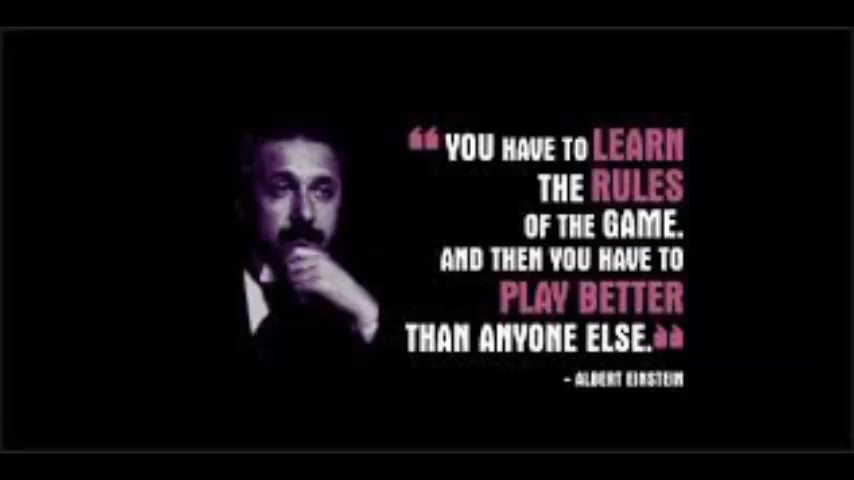 “YOU HAVE TO LEARN
THE RULES
OF THE GAME.
AND THEN YOU HAVE TO
PLAY BETTER
THAN ANYONE ELSE.”
- ALBERT EINSTEIN